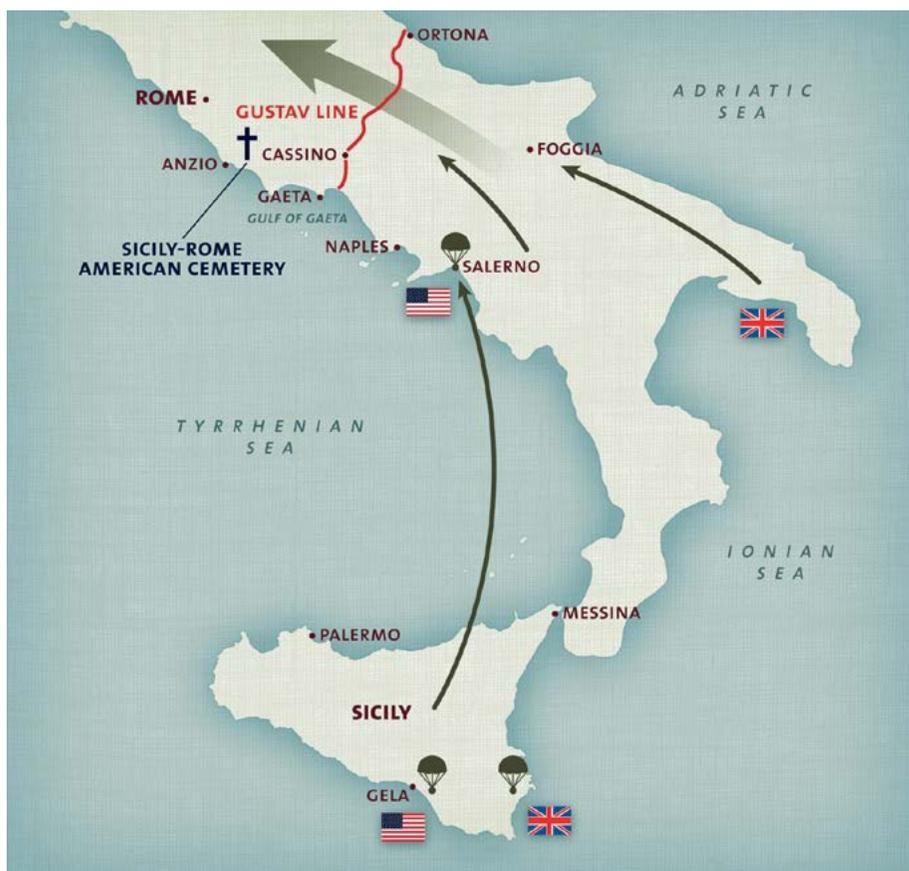 ORTONA
ADRIATIC
SEA
ROME
GUSTAV LINE
CASSINO
FOGGIA
ANZIO
GAETA
GULF OF GAETA
NAPLES
SICILY-ROME
AMERICAN CEMETERY
SALERNO
TYRRHENIAN
SEA
IONIAN
SEA
MESSINA
PALERMO
SICILY
GELA